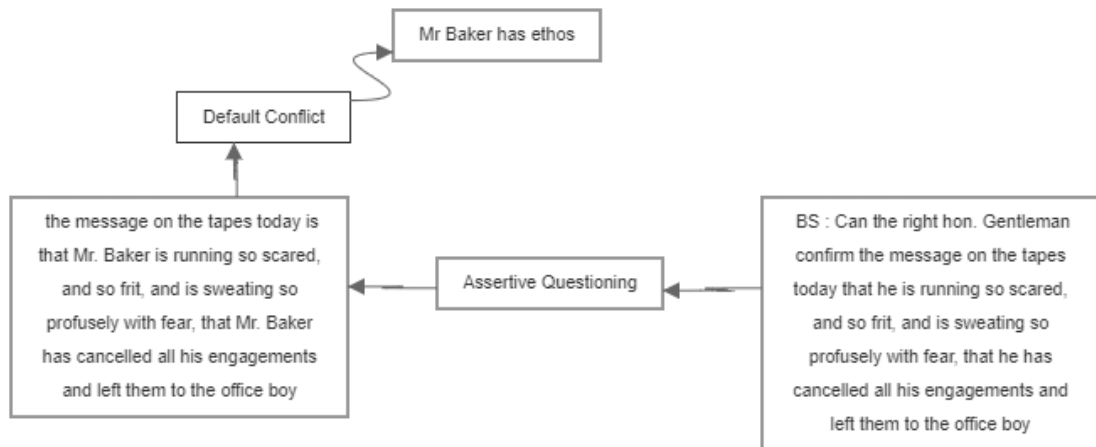 Mr Baker has ethos
Default Conflict
the message on the tapes today is
that Mr. Baker is running so scared,
and so frit, and is sweating so
profusely with fear, that Mr. Baker
has cancelled all his engagements
and left them to the office boy
Assertive Questioning
BS : Can the right hon. Gentleman
confirm the message on the tapes
today that he is running so scared,
and so frit, and is sweating so
profusely with fear, that he has
cancelled all his engagements and
left them to the office boy